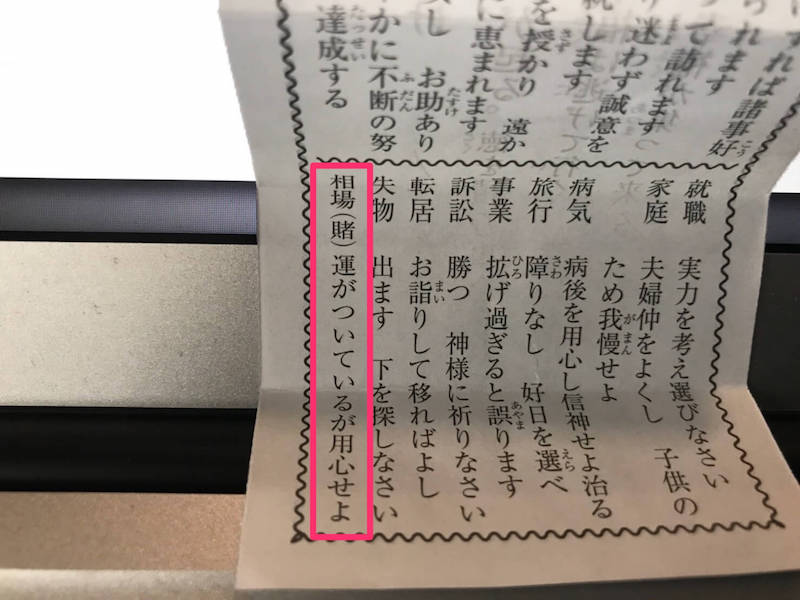 すれば諸事好
られます
って訪れます
り迷わず誠意を
就します
を授かり 遠か
に恵まれます
し お助あり
かに不断の努
達成する
就職 実力を考え選びなさい
家庭 夫婦仲をよくし 子供の
ため我慢せよ
病気 病後を用心し信神せよ治る
旅行 障りなし 好日を選べ
事業 拡げ過ぎると誤ります
訴訟 勝つ 神様に祈りなさい
転居 お詣りして移ればよし
失物 出ます 下を探しなさい
相場(賭)運がついているが用心せよ